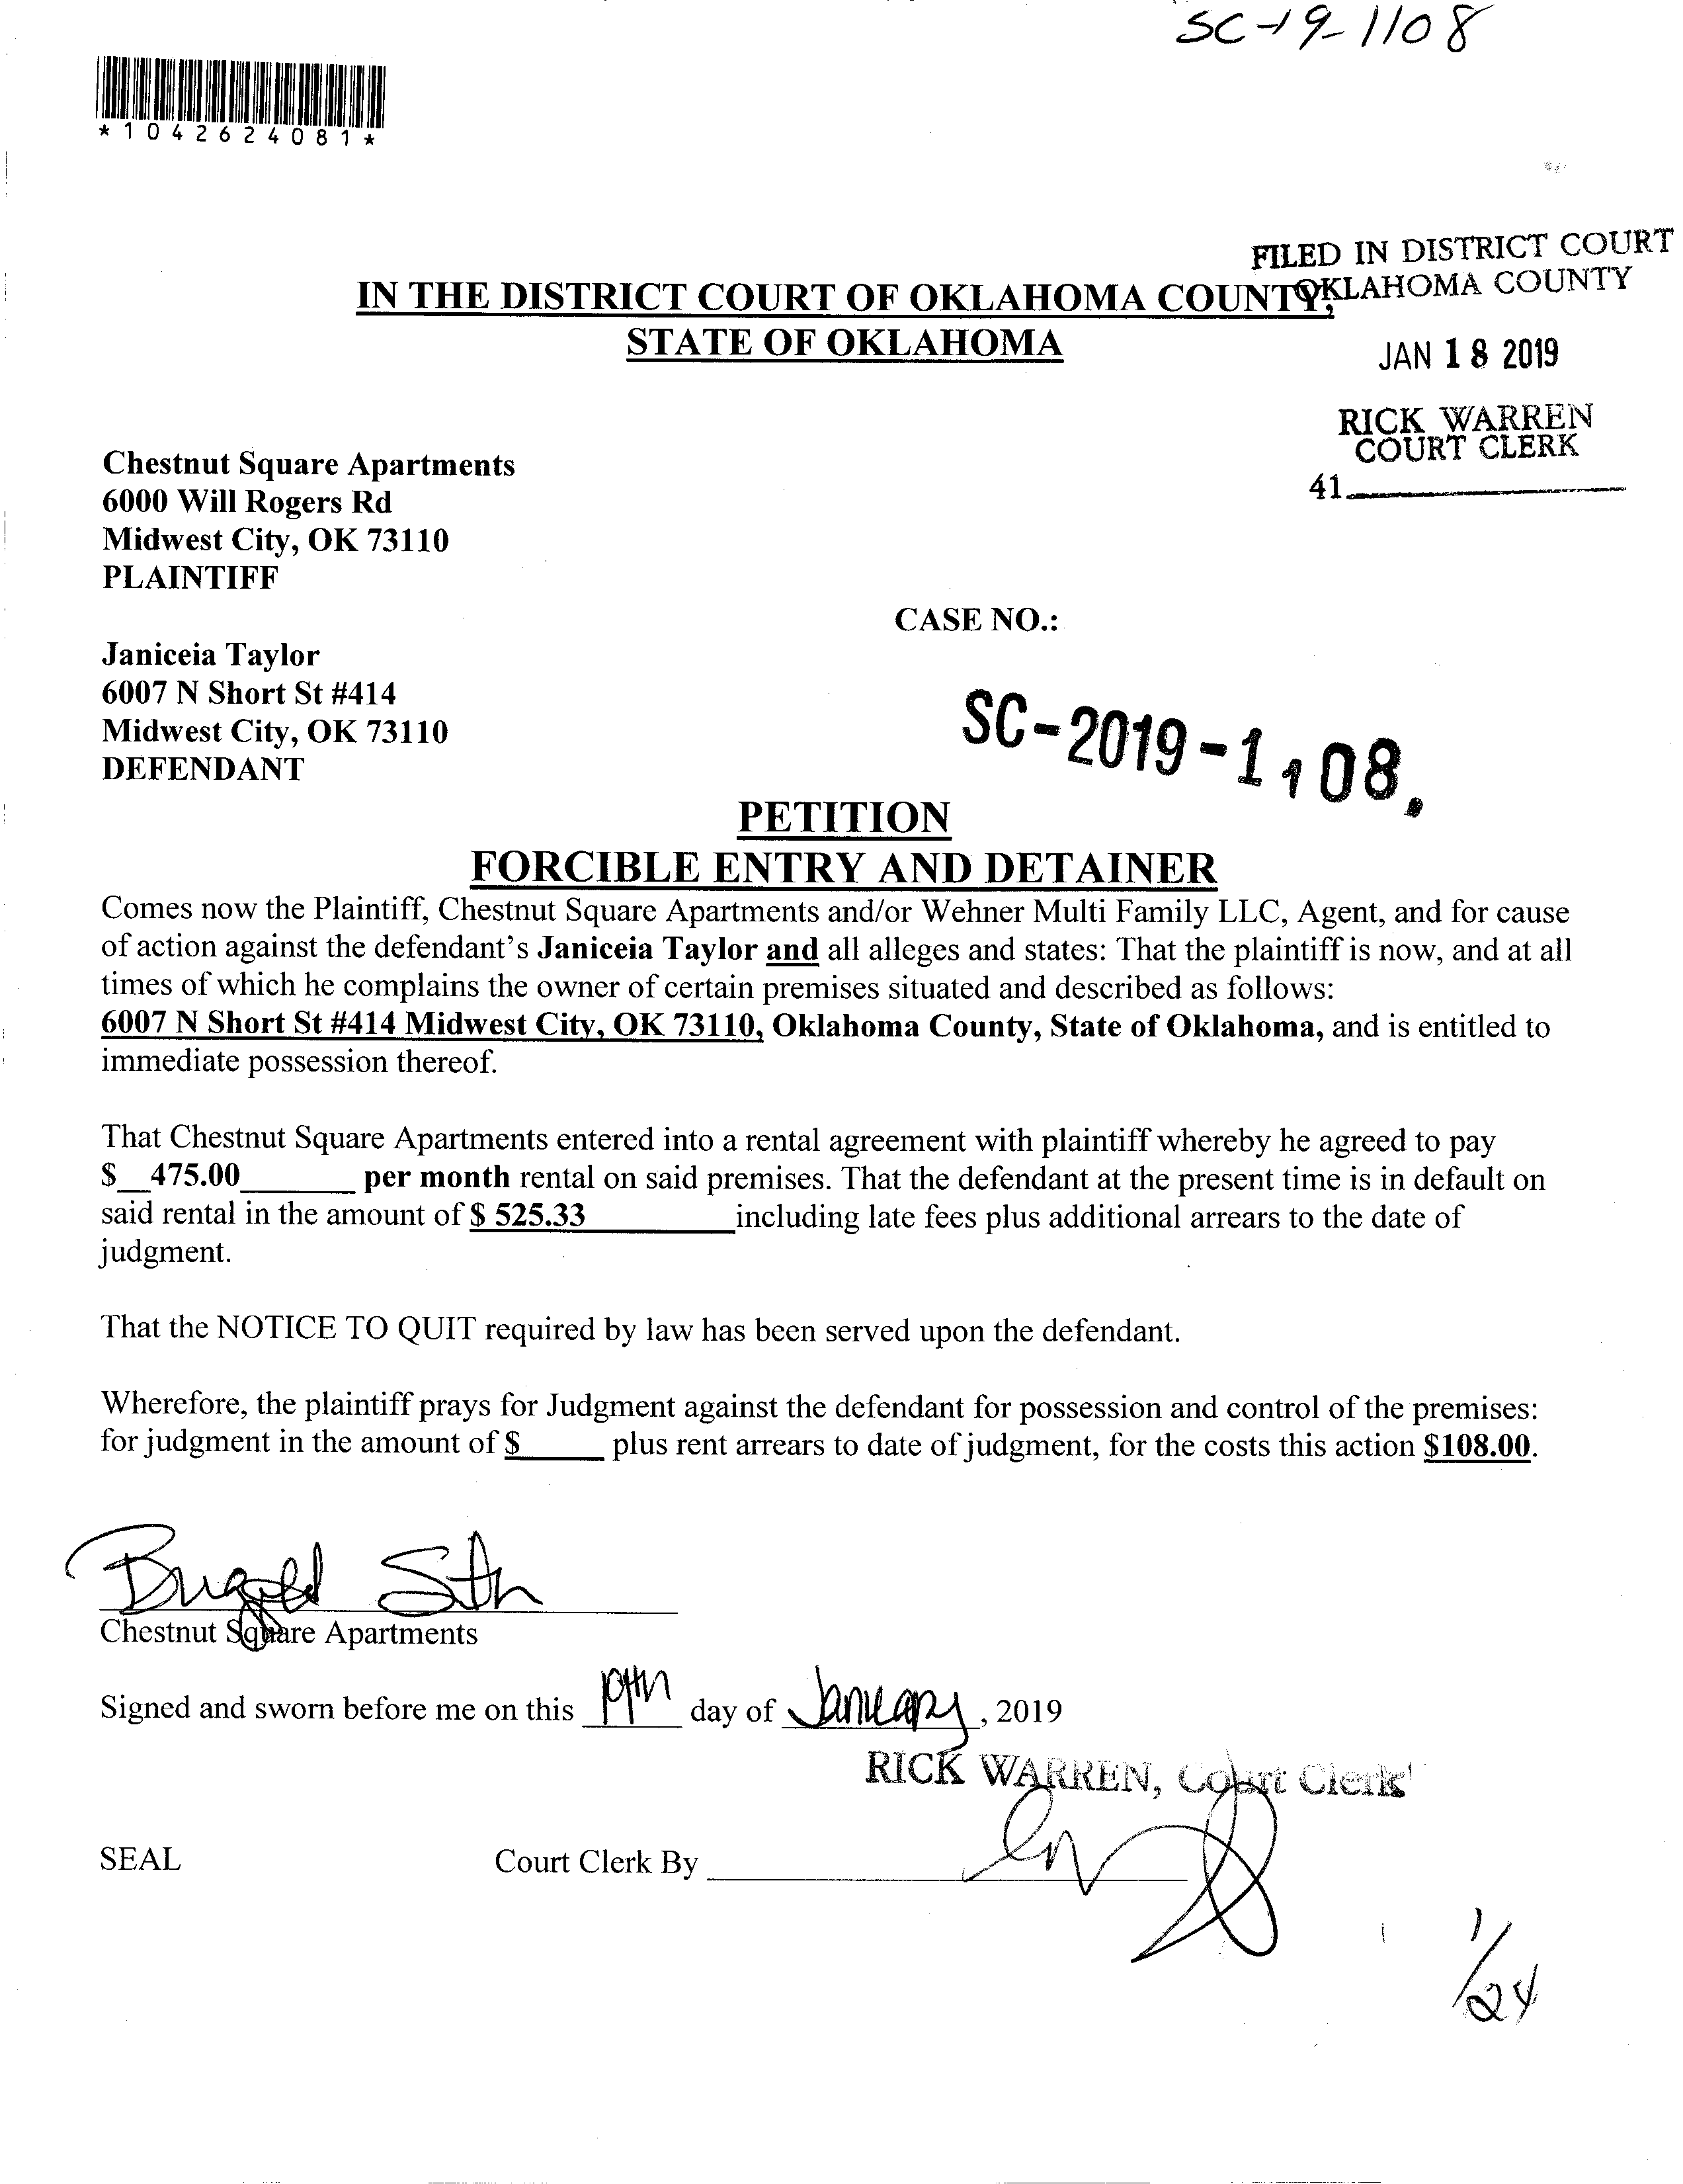 SC-19-1108
*1042624081*
FILED IN DISTRICT COURT
OKLAHOMA COUNTY
IN THE DISTRICT COURT OF OKLAHOMA COUNTY,
STATE OF OKLAHOMA
JAN 18 2019
RICK WARREN
COURT CLERK
41
Chestnut Square Apartments
6000 Will Rogers Rd
Midwest City, OK 73110
PLAINTIFF
CASE NO.:
Janiceia Taylor
6007 N Short St #414
Midwest City, OK 73110
DEFENDANT
SC-2019-1108.
PETITION
FORCIBLE ENTRY AND DETAINER
Comes now the Plaintiff, Chestnut Square Apartments and/or Wehner Multi Family LLC, Agent, and for cause
of action against the defendant's Janiceia Taylor and all alleges and states: That the plaintiff is now, and at all
times of which he complains the owner of certain premises situated and described as follows:
6007 N Short St #414 Midwest City, OK 73110, Oklahoma County, State of Oklahoma, and is entitled to
immediate possession thereof.
That Chestnut Square Apartments entered into a rental agreement with plaintiff whereby he agreed to pay
$__475.00_______ per month rental on said premises. That the defendant at the present time is in default on
said rental in the amount of $ 525.33 including late fees plus additional arrears to the date of
judgment.
That the NOTICE TO QUIT required by law has been served upon the defendant.
Wherefore, the plaintiff prays for Judgment against the defendant for possession and control of the premises:
for judgment in the amount of $_____ plus rent arrears to date of judgment, for the costs this action $108.00.
Chestnut Square Apartments
Signed and sworn before me on this day of January, 2019
RICK WARREN, Court Clerk
SEAL Court Clerk By
1/24